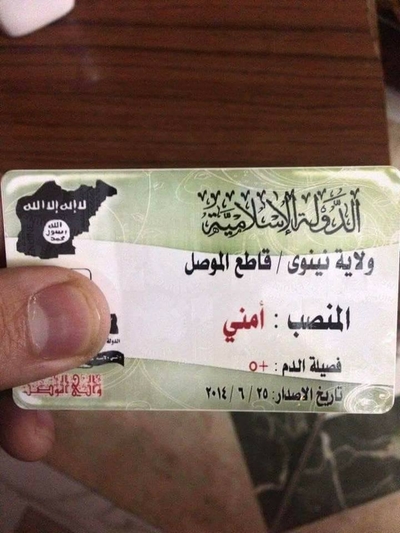 الدولة الإسلامية
لا إله إلا الله
الله
رسول
محمد
ولاية نينوى / قاطع الموصل
المنصب : أمني
فصيلة الدم : +o
تاريخ الاصدار: ٢٥ / ٦ / ٢٠١٤